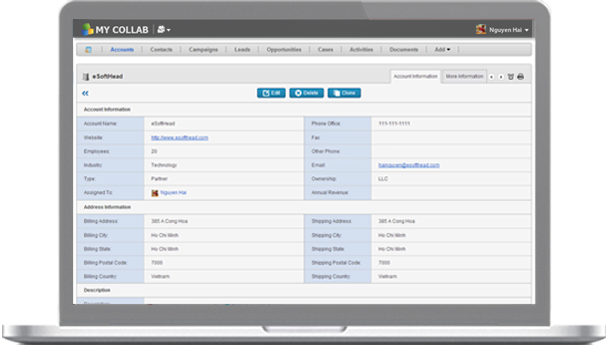 MY COLLAB Nguyen Hai
Accounts Contacts Campaigns Leads Opportunities Cases Activities Documents Add
eSoftHead Account Information More Information
Edit Delete Clone
Account Information
Account Name: eSoftHead Phone Office: 111-111-1111
Website: http://www.esofthead.com Fax:
Employees: 20 Other Phone:
Industry: Technology Email: hainguyen@esofthead.com
Type: Partner Ownership: LLC
Assigned To: Nguyen Hai Annual Revenue:
Address Information
Billing Address: 385 A Cong Hoa Shipping Address: 385 A Cong Hoa
Billing City: Ho Chi Minh Shipping City: Ho Chi Minh
Billing State: Ho Chi Minh Shipping State: Ho Chi Minh
Billing Postal Code: 7000 Shipping Postal Code: 7000
Billing Country: Vietnam Shipping Country: Vietnam
Description